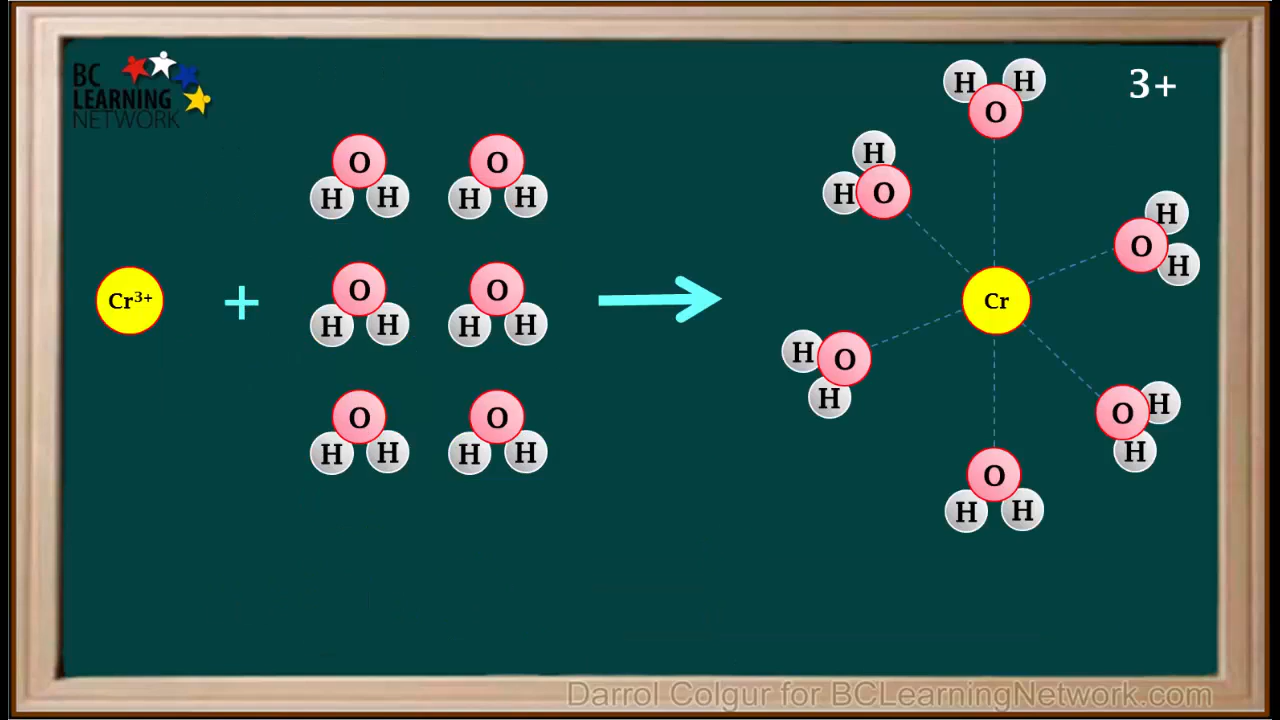 BC
LEARNING
NETWORK
3+
H H
O
H
H O
H
O
H
O O
H H H H
Cr³⁺
+
O O
H H H H
Cr
H O
H
O O
H H H H
O H
H
O
H H
Darrol Colgur for BCLearningNetwork.com